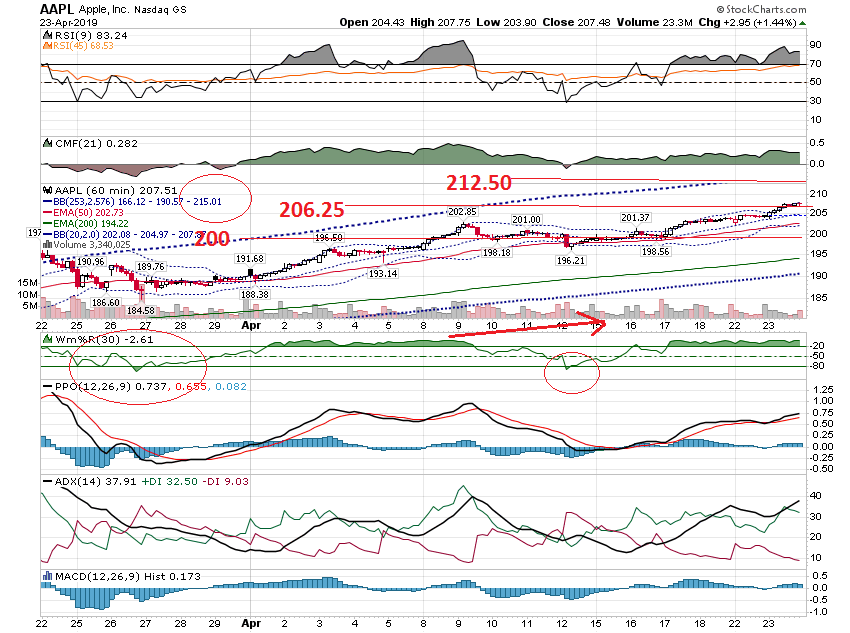 AAPL Apple, Inc. Nasdaq GS © StockCharts.com
23-Apr-2019 Open 204.43 High 207.75 Low 203.90 Close 207.48 Volume 23.3M Chg +2.95 (+1.44%)
RSI(9) 83.24
RSI(45) 68.53
90
70
50
30
10
CMF(21) 0.282
0.5
0.0
AAPL (60 min) 207.51
BB(253,2.576) 166.12 - 190.57 - 215.01
EMA(50) 202.73
EMA(200) 194.22
BB(20,2.0) 202.08 - 204.97 - 207.87
Volume 3,340,025
212.50
206.25
200
197
190.96
186.60
189.76
184.58
191.68
188.38
196.50
193.14
202.85
198.18
201.00
196.21
201.37
198.56
210
205
200
195
190
185
15M
10M
5M
22 25 26 27 28 29 Apr 2 3 4 5 8 9 10 11 12 15 16 17 18 22 23
Wm%R(30) -2.61
-20
-50
-80
PPO(12,26,9) 0.737, 0.655, 0.082
1.25
1.00
0.75
0.50
0.25
0.00
-0.25
-0.50
ADX(14) 37.91 +DI 32.50 -DI 9.03
40
30
20
10
MACD(12,26,9) Hist 0.173
0.5
0.0
-0.5
-1.0
22 25 26 27 28 29 Apr 2 3 4 5 8 9 10 11 12 15 16 17 18 22 23